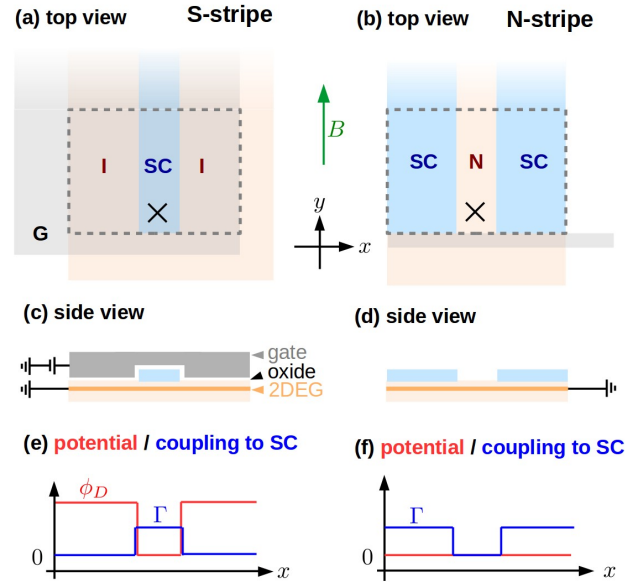 (a) top view S-stripe
(b) top view N-stripe
I SC I
G
B
y
x
SC N SC
(c) side view
gate
oxide
2DEG
(d) side view
(e) potential / coupling to SC
ϕ_D
Γ
0
x
(f) potential / coupling to SC
Γ
0
x